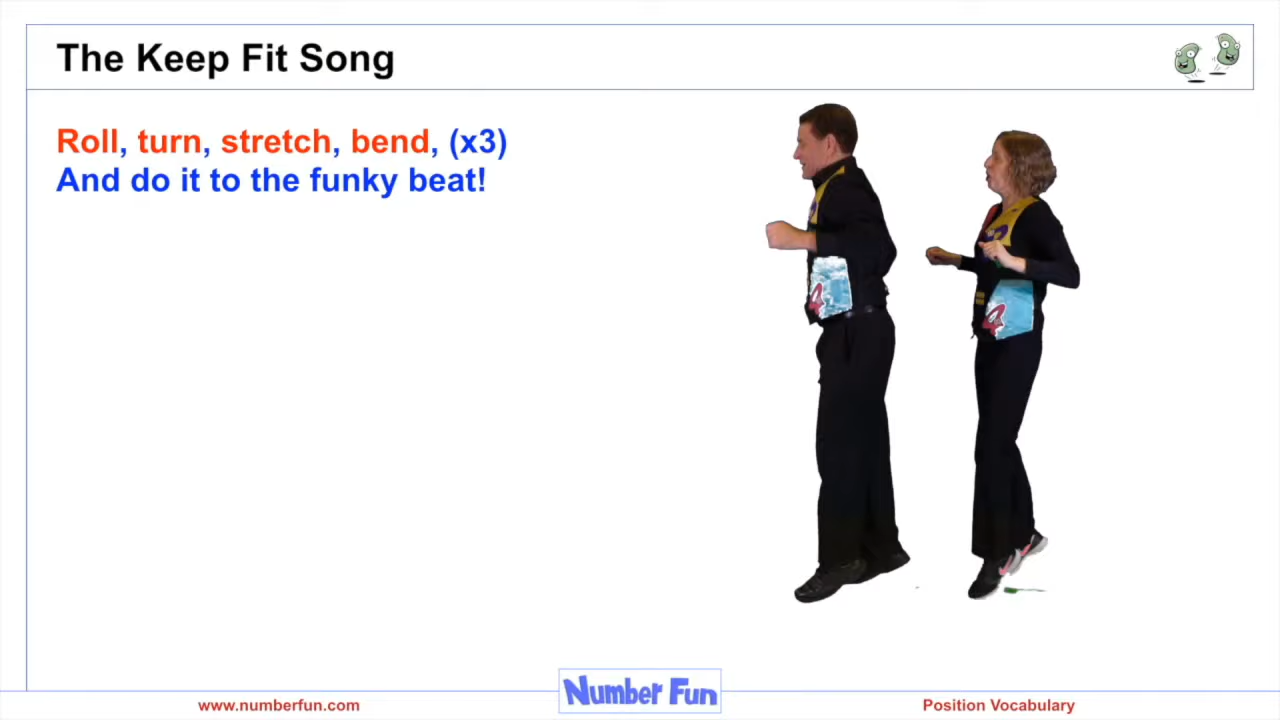 The Keep Fit Song
Roll, turn, stretch, bend, (x3)
And do it to the funky beat!
www.numberfun.com
Number Fun
Position Vocabulary